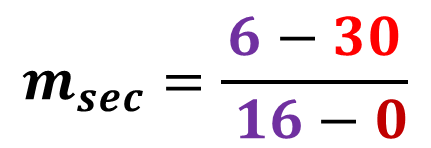 m_sec = (6 − 30) / (16 − 0)